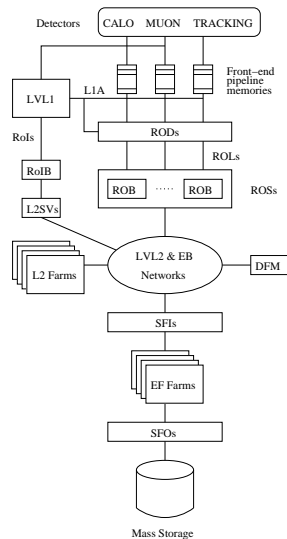 Detectors CALO MUON TRACKING
Front−end
pipeline
memories
LVL1
L1A
RoIs
RODs
ROLs
RoIB
ROB ..... ROB
ROSs
L2SVs
LVL2 & EB
Networks
L2 Farms
DFM
SFIs
EF Farms
SFOs
Mass Storage